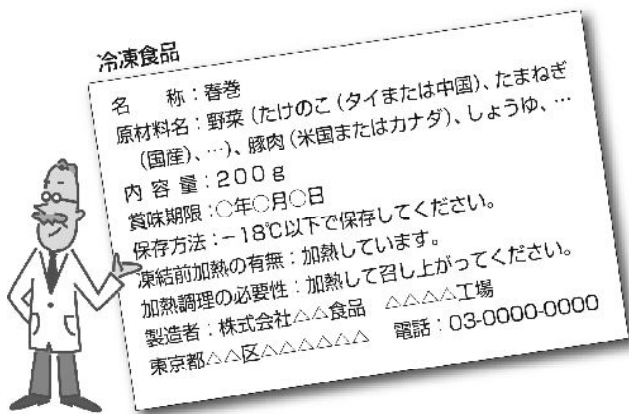 冷凍食品
名　　称：春巻
原材料名：野菜（たけのこ（タイまたは中国）、たまねぎ
（国産）、…）、豚肉（米国またはカナダ）、しょうゆ、…
内 容 量：２００ｇ
賞味期限：○年○月○日
保存方法：－18℃以下で保存してください。
凍結前加熱の有無：加熱しています。
加熱調理の必要性：加熱して召し上がってください。
製造者：株式会社△△食品　△△△△工場
東京都△△区△△△△△△　電話：03-0000-0000